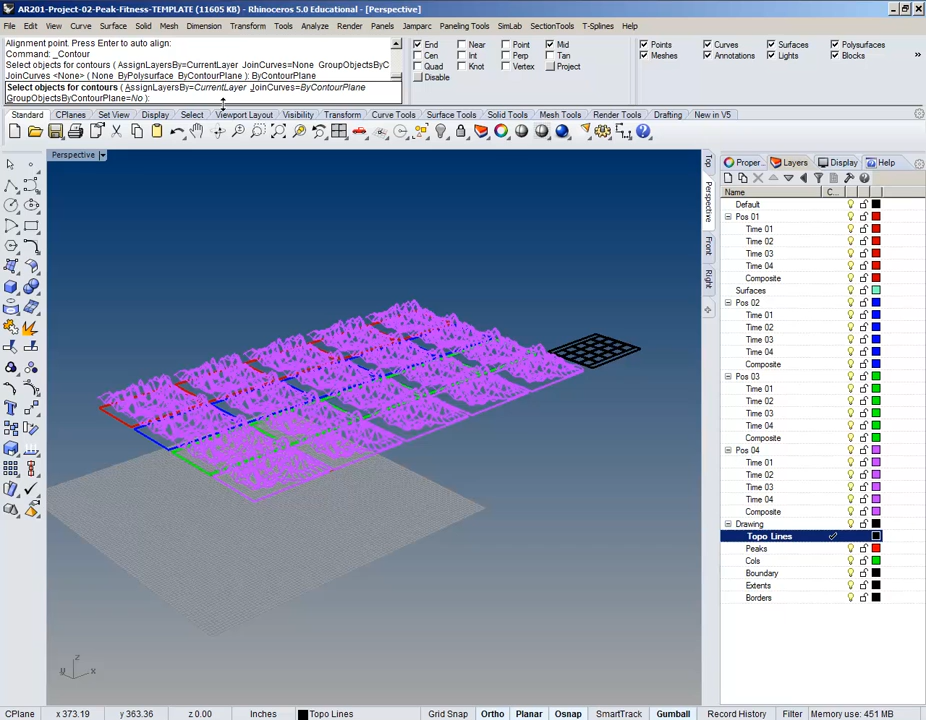 AR201-Project-02-Peak-Fitness-TEMPLATE (11605 KB) - Rhinoceros 5.0 Educational - [Perspective]
File Edit View Curve Surface Solid Mesh Dimension Transform Tools Analyze Render Panels Jamparc Paneling Tools SimLab SectionTools T-Splines Help
Alignment point. Press Enter to auto align:
Command: _Contour
Select objects for contours ( AssignLayersBy=CurrentLayer JoinCurves=None GroupObjectsByC
JoinCurves <None> ( None ByPolysurface ByContourPlane ): ByContourPlane
Select objects for contours ( AssignLayersBy=CurrentLayer JoinCurves=ByContourPlane
GroupObjectsByContourPlane=No ):
End Near Point Mid
Cen Int Perp Tan
Quad Knot Vertex Project
Disable
Points Curves Surfaces Polysurfaces
Meshes Annotations Lights Blocks
Standard CPlanes Set View Display Select Viewport Layout Visibility Transform Curve Tools Surface Tools Solid Tools Mesh Tools Render Tools Drafting New in V5
Perspective
Top
Perspective
Front
Right
Proper... Layers Display Help
Name C...
Default
Pos 01
Time 01
Time 02
Time 03
Time 04
Composite
Surfaces
Pos 02
Time 01
Time 02
Time 03
Time 04
Composite
Pos 03
Time 01
Time 02
Time 03
Time 04
Composite
Pos 04
Time 01
Time 02
Time 03
Time 04
Composite
Drawing
Topo Lines
Peaks
Cols
Boundary
Extents
Borders
z
x
CPlane x 373.19 y 363.36 z 0.00 Inches Topo Lines Grid Snap Ortho Planar Osnap SmartTrack Gumball Record History Filter Memory use: 451 MB